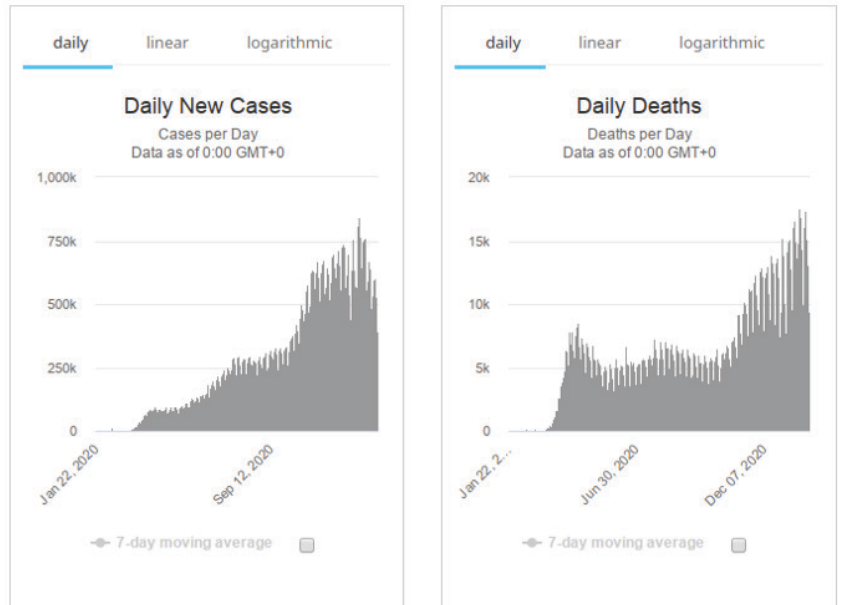 daily linear logarithmic
Daily New Cases
Cases per Day
Data as of 0:00 GMT+0
1,000k
750k
500k
250k
0
Jan 22, 2020
Sep 12, 2020
7-day moving average
daily linear logarithmic
Daily Deaths
Deaths per Day
Data as of 0:00 GMT+0
20k
15k
10k
5k
0
Jan 22, 2...
Jun 30, 2020
Dec 07, 2020
7-day moving average